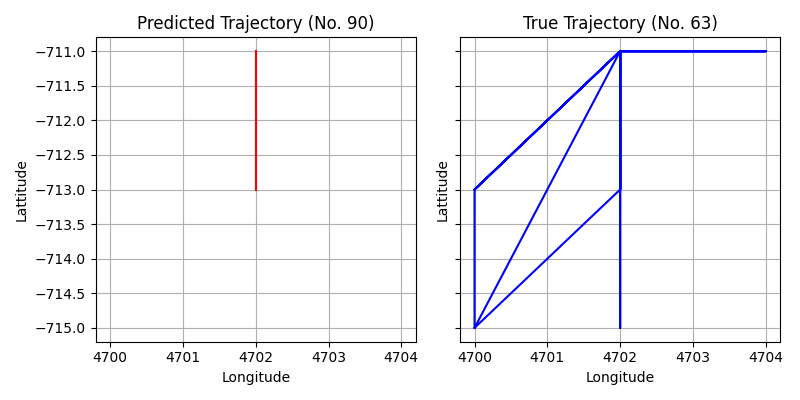 Predicted Trajectory (No. 90)
−711.0
−711.5
−712.0
−712.5
−713.0
−713.5
−714.0
−714.5
−715.0
Lattitude
4700 4701 4702 4703 4704
Longitude
True Trajectory (No. 63)
Lattitude
4700 4701 4702 4703 4704
Longitude